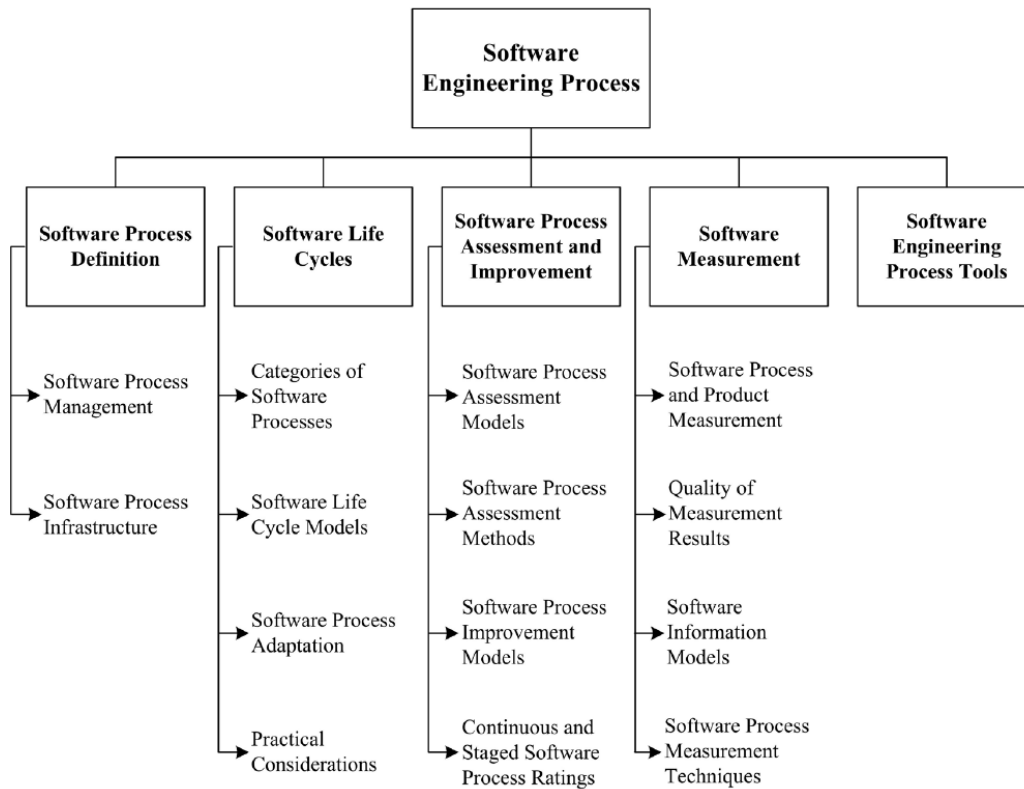 Software
Engineering Process
Software Process
Definition
Software Life
Cycles
Software Process
Assessment and
Improvement
Software
Measurement
Software
Engineering
Process Tools
Software Process
Management
Software Process
Infrastructure
Categories of
Software
Processes
Software Life
Cycle Models
Software Process
Adaptation
Practical
Considerations
Software Process
Assessment
Models
Software Process
Assessment
Methods
Software Process
Improvement
Models
Continuous and
Staged Software
Process Ratings
Software Process
and Product
Measurement
Quality of
Measurement
Results
Software
Information
Models
Software Process
Measurement
Techniques